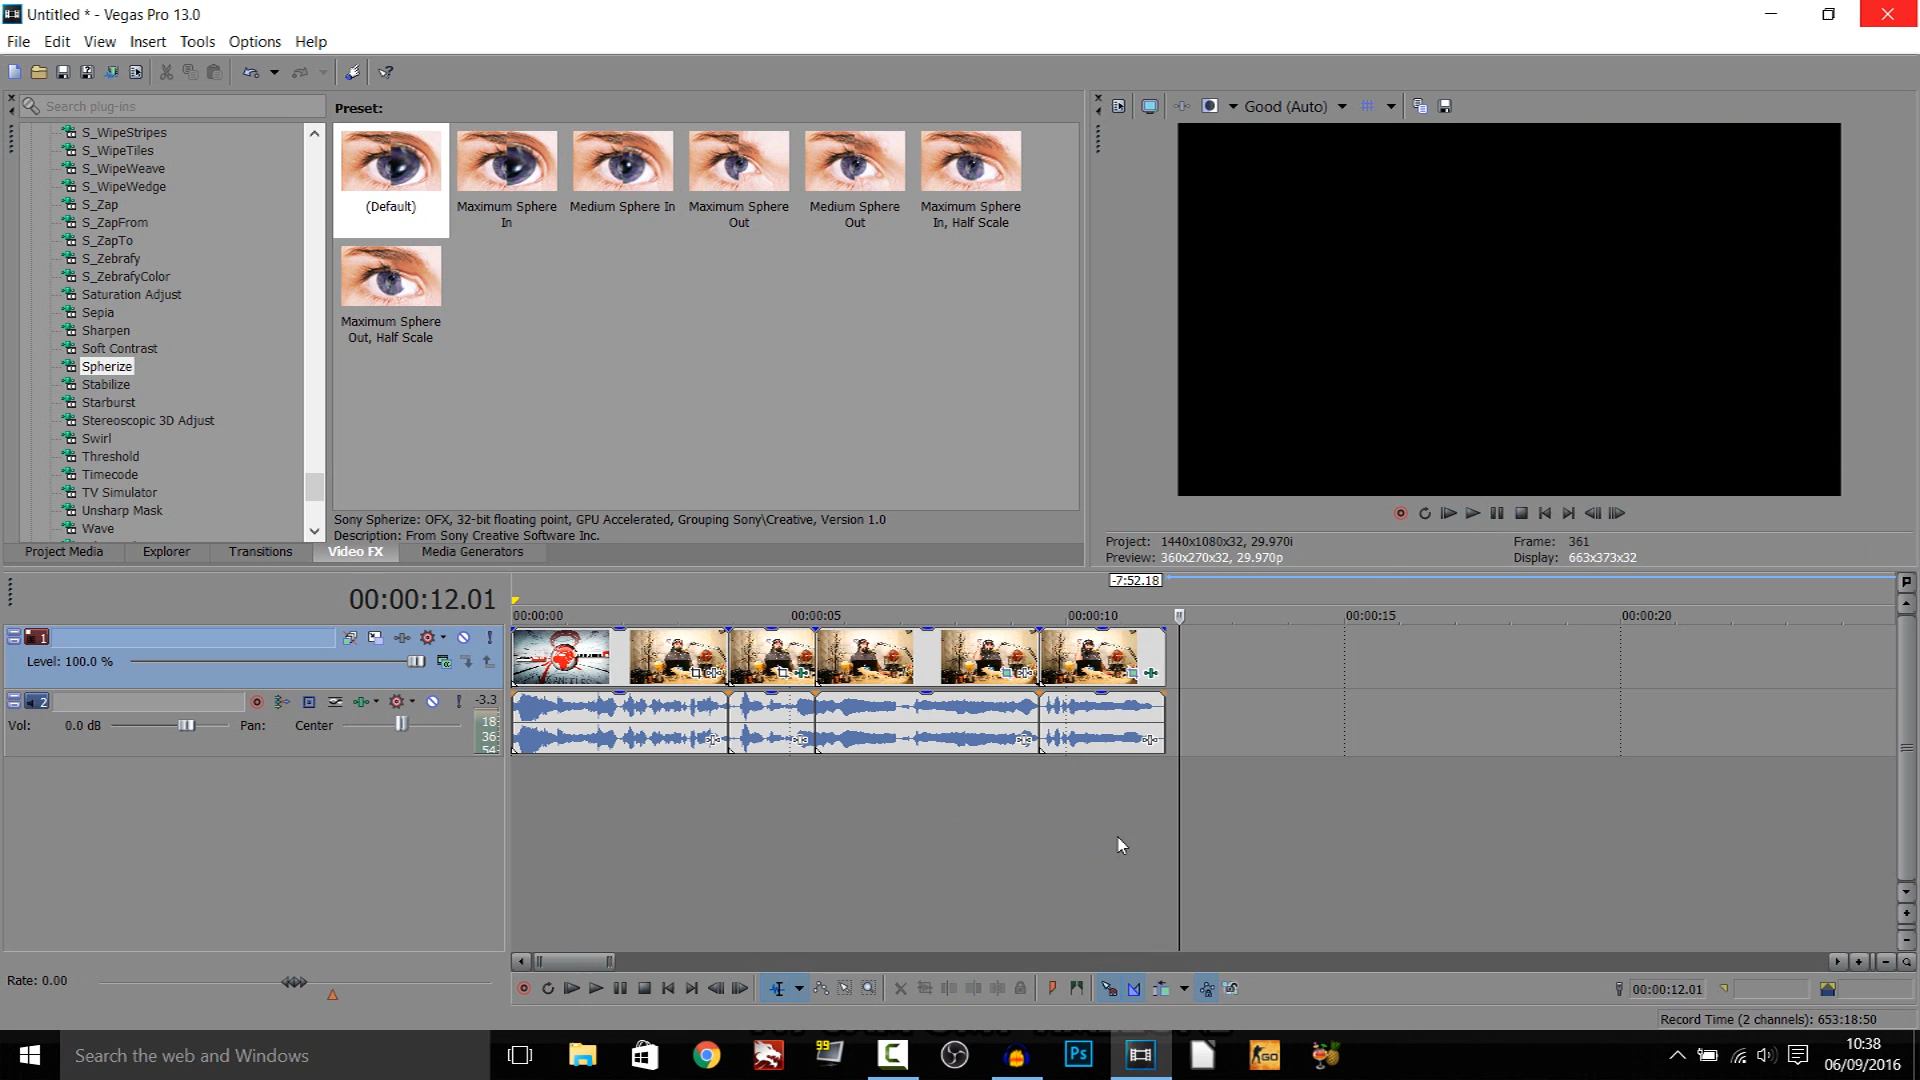 Untitled * - Vegas Pro 13.0
File Edit View Insert Tools Options Help
Search plug-ins
S_WipeStripes
S_WipeTiles
S_WipeWeave
S_WipeWedge
S_Zap
S_ZapFrom
S_ZapTo
S_Zebrafy
S_ZebrafyColor
Saturation Adjust
Sepia
Sharpen
Soft Contrast
Spherize
Stabilize
Starburst
Stereoscopic 3D Adjust
Swirl
Threshold
Timecode
TV Simulator
Unsharp Mask
Wave
Preset:
(Default)
Maximum Sphere In
Medium Sphere In
Maximum Sphere Out
Medium Sphere Out
Maximum Sphere In, Half Scale
Maximum Sphere Out, Half Scale
Sony Spherize: OFX, 32-bit floating point, GPU Accelerated, Grouping Sony\Creative, Version 1.0
Description: From Sony Creative Software Inc.
Project Media Explorer Transitions Video FX Media Generators
Good (Auto)
Project: 1440x1080x32, 29.970i
Preview: 360x270x32, 29.970p
Frame: 361
Display: 663x373x32
00:00:12.01
-7:52.18
00:00:00 00:00:05 00:00:10 00:00:15 00:00:20
1
Level: 100.0 %
2
-3.3
Vol: 0.0 dB Pan: Center
18
36
54
Rate: 0.00
00:00:12.01
Record Time (2 channels): 653:18:50
Search the web and Windows
99
Ps
GO
10:38
06/09/2016